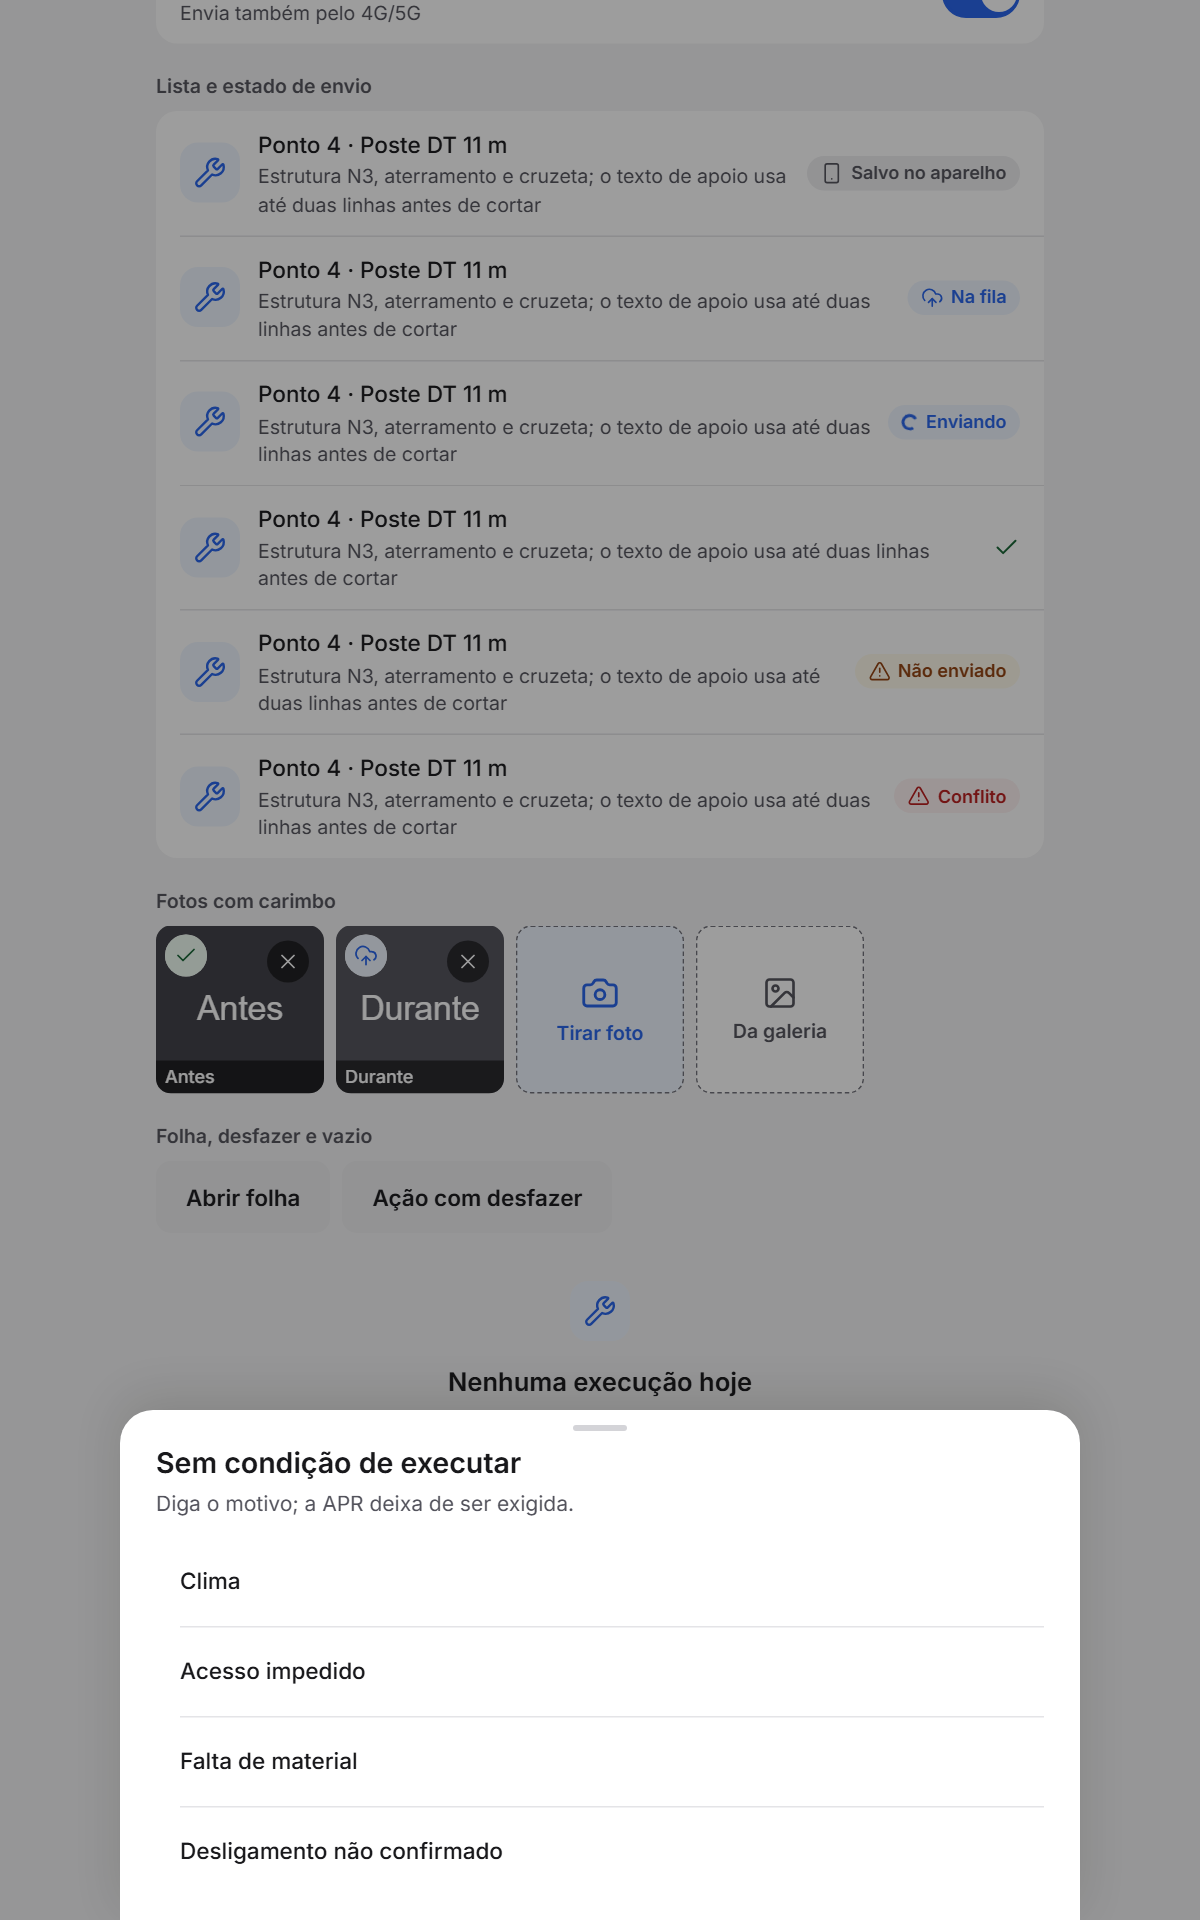 Envia também pelo 4G/5G
Lista e estado de envio
Ponto 4 · Poste DT 11 m
Estrutura N3, aterramento e cruzeta; o texto de apoio usa
até duas linhas antes de cortar
Salvo no aparelho
Ponto 4 · Poste DT 11 m
Estrutura N3, aterramento e cruzeta; o texto de apoio usa até duas
linhas antes de cortar
Na fila
Ponto 4 · Poste DT 11 m
Estrutura N3, aterramento e cruzeta; o texto de apoio usa até duas
linhas antes de cortar
Enviando
Ponto 4 · Poste DT 11 m
Estrutura N3, aterramento e cruzeta; o texto de apoio usa até duas linhas
antes de cortar
Ponto 4 · Poste DT 11 m
Estrutura N3, aterramento e cruzeta; o texto de apoio usa até
duas linhas antes de cortar
Não enviado
Ponto 4 · Poste DT 11 m
Estrutura N3, aterramento e cruzeta; o texto de apoio usa até duas
linhas antes de cortar
Conflito
Fotos com carimbo
Antes
Antes
Durante
Durante
Tirar foto
Da galeria
Folha, desfazer e vazio
Abrir folha
Ação com desfazer
Nenhuma execução hoje
Sem condição de executar
Diga o motivo; a APR deixa de ser exigida.
Clima
Acesso impedido
Falta de material
Desligamento não confirmado